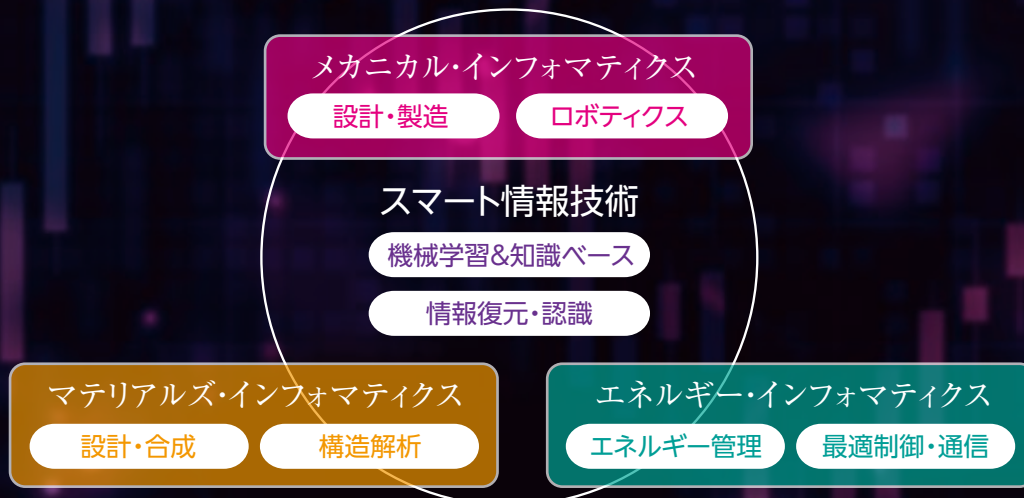 メカニカル・インフォマティクス
設計・製造 ロボティクス
スマート情報技術
機械学習&知識ベース
情報復元・認識
マテリアルズ・インフォマティクス
設計・合成 構造解析
エネルギー・インフォマティクス
エネルギー管理 最適制御・通信